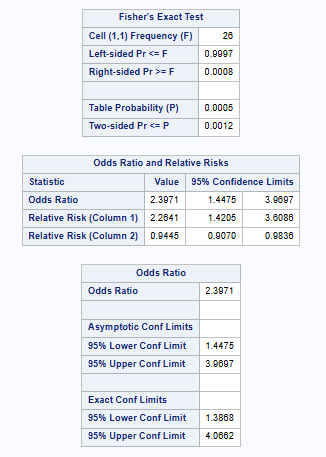 Fisher's Exact Test
Cell (1,1) Frequency (F) 26
Left-sided Pr <= F 0.9997
Right-sided Pr >= F 0.0008
Table Probability (P) 0.0005
Two-sided Pr <= P 0.0012
Odds Ratio and Relative Risks
Statistic Value 95% Confidence Limits
Odds Ratio 2.3971 1.4475 3.9697
Relative Risk (Column 1) 2.2641 1.4205 3.6086
Relative Risk (Column 2) 0.9445 0.9070 0.9836
Odds Ratio
Odds Ratio 2.3971
Asymptotic Conf Limits
95% Lower Conf Limit 1.4475
95% Upper Conf Limit 3.9697
Exact Conf Limits
95% Lower Conf Limit 1.3868
95% Upper Conf Limit 4.0662